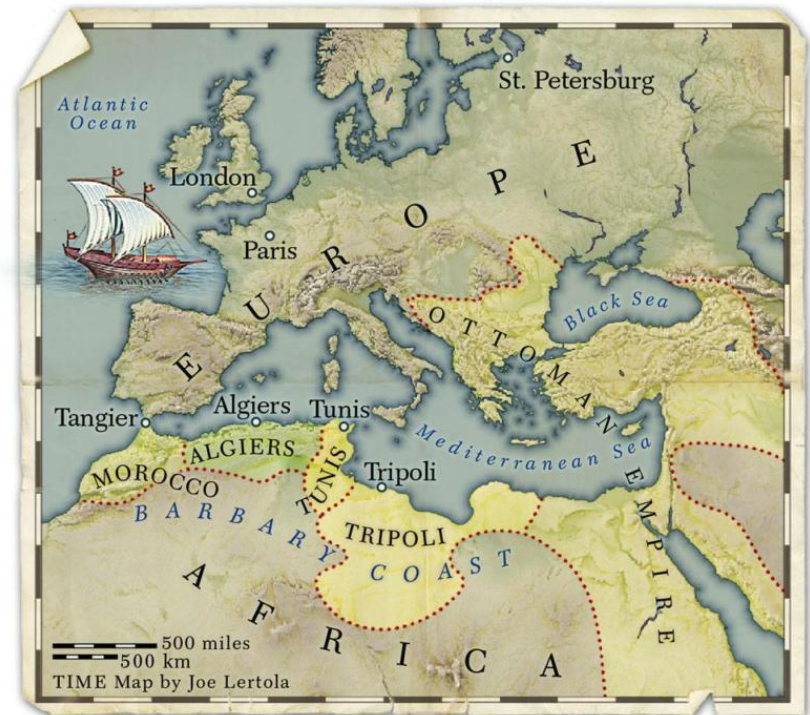 Atlantic
Ocean
St. Petersburg
London
Paris
EUROPE
Black Sea
OTTOMAN EMPIRE
Tangier
Algiers
Tunis
Mediterranean Sea
ALGIERS
MOROCCO
TUNIS
Tripoli
BARBARY COAST
TRIPOLI
AFRICA
500 miles
500 km
TIME Map by Joe Lertola